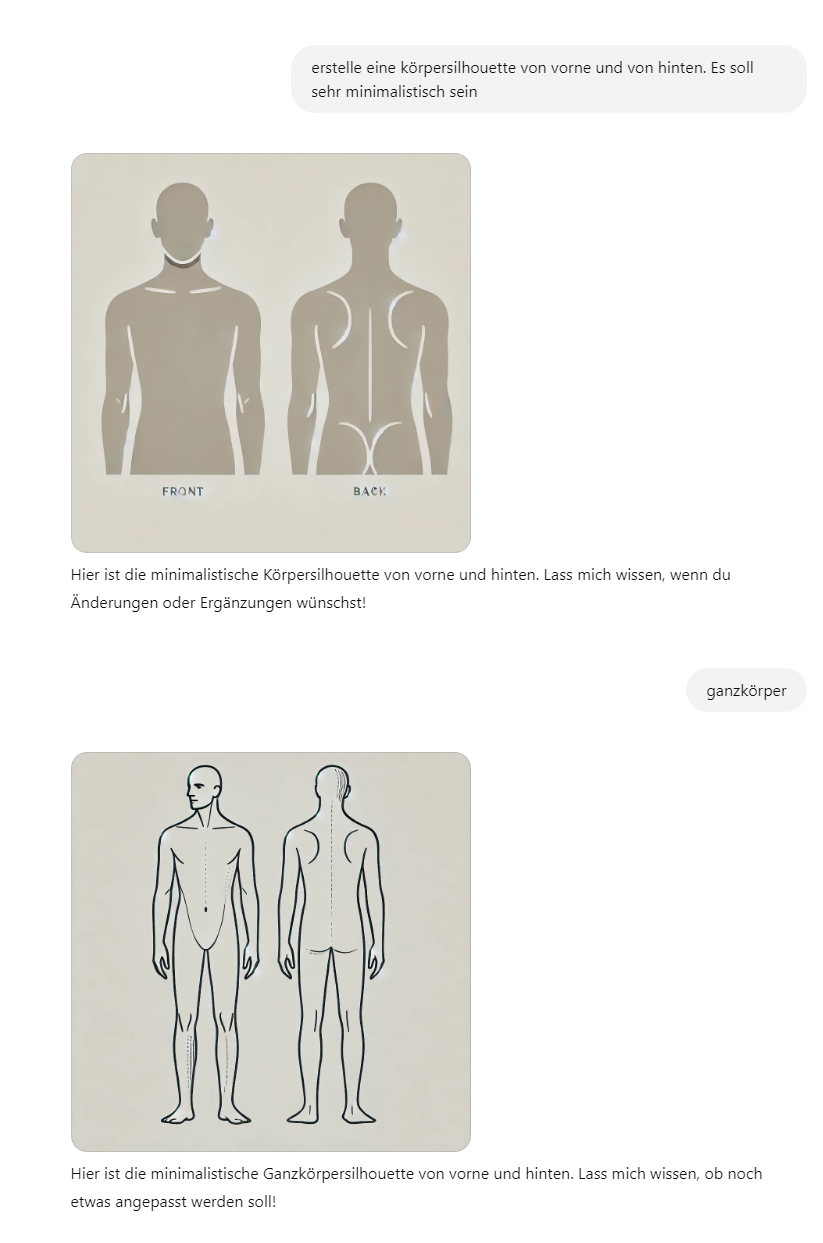 erstelle eine körpersilhouette von vorne und von hinten. Es soll
sehr minimalistisch sein
FRONT
BACK
Hier ist die minimalistische Körpersilhouette von vorne und hinten. Lass mich wissen, wenn du
Änderungen oder Ergänzungen wünschst!
ganzkörper
Hier ist die minimalistische Ganzkörpersilhouette von vorne und hinten. Lass mich wissen, ob noch
etwas angepasst werden soll!